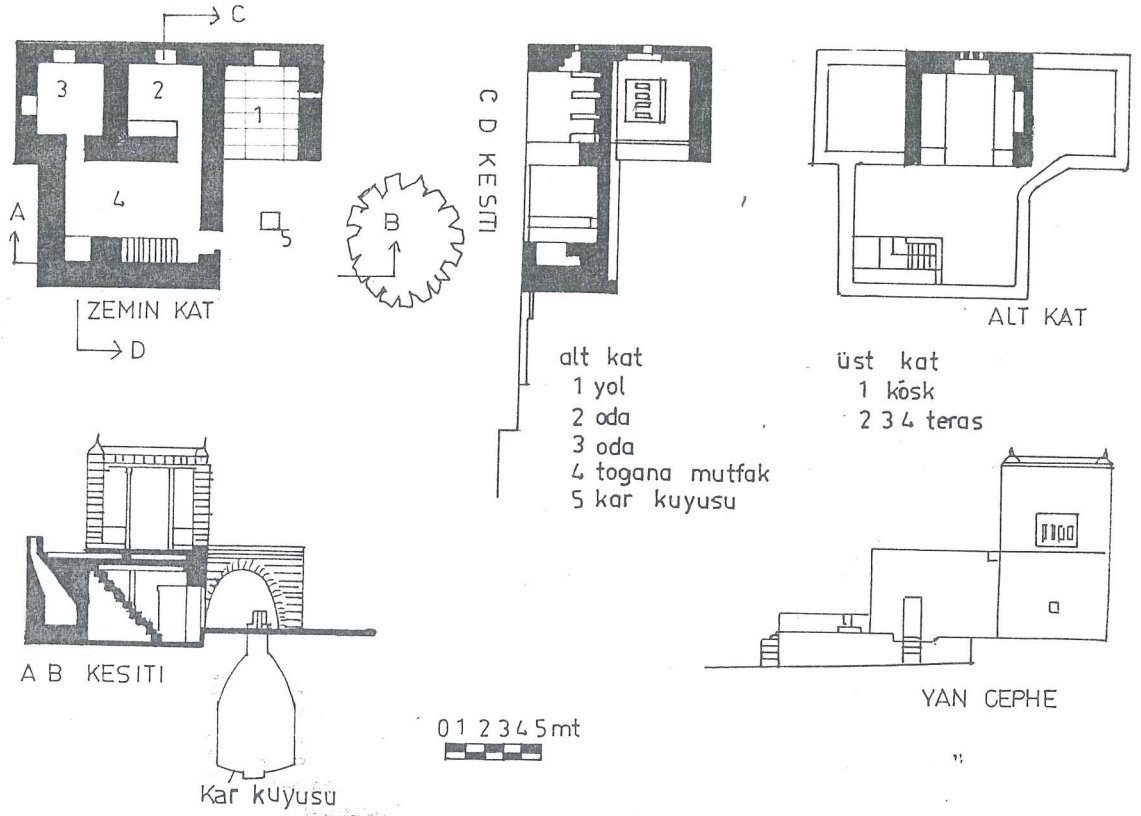 C
3
2
1
4
A
5
B
ZEMIN KAT
D
C D KESITI
ALT KAT
alt kat
1 yol
2 oda
3 oda
4 togana mutfak
5 kar kuyusu
üst kat
1 kösk
2 3 4 teras
A B KESITI
Kar kuyusu
0 1 2 3 4 5 mt
YAN CEPHE